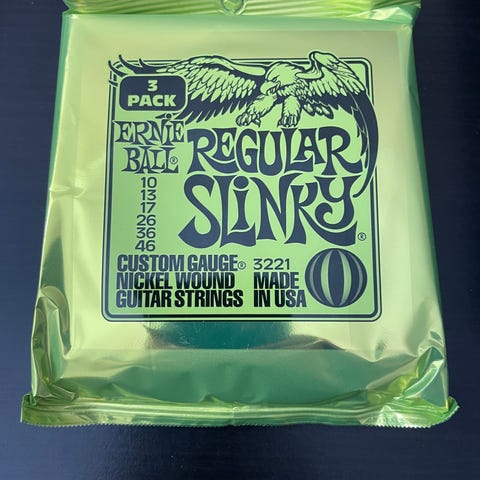 3
PACK
ERNIE
BALL®
REGULAR
SLINKY®
10
13
17
26
36
46
CUSTOM GAUGE®
NICKEL WOUND
GUITAR STRINGS
3221
MADE
IN USA